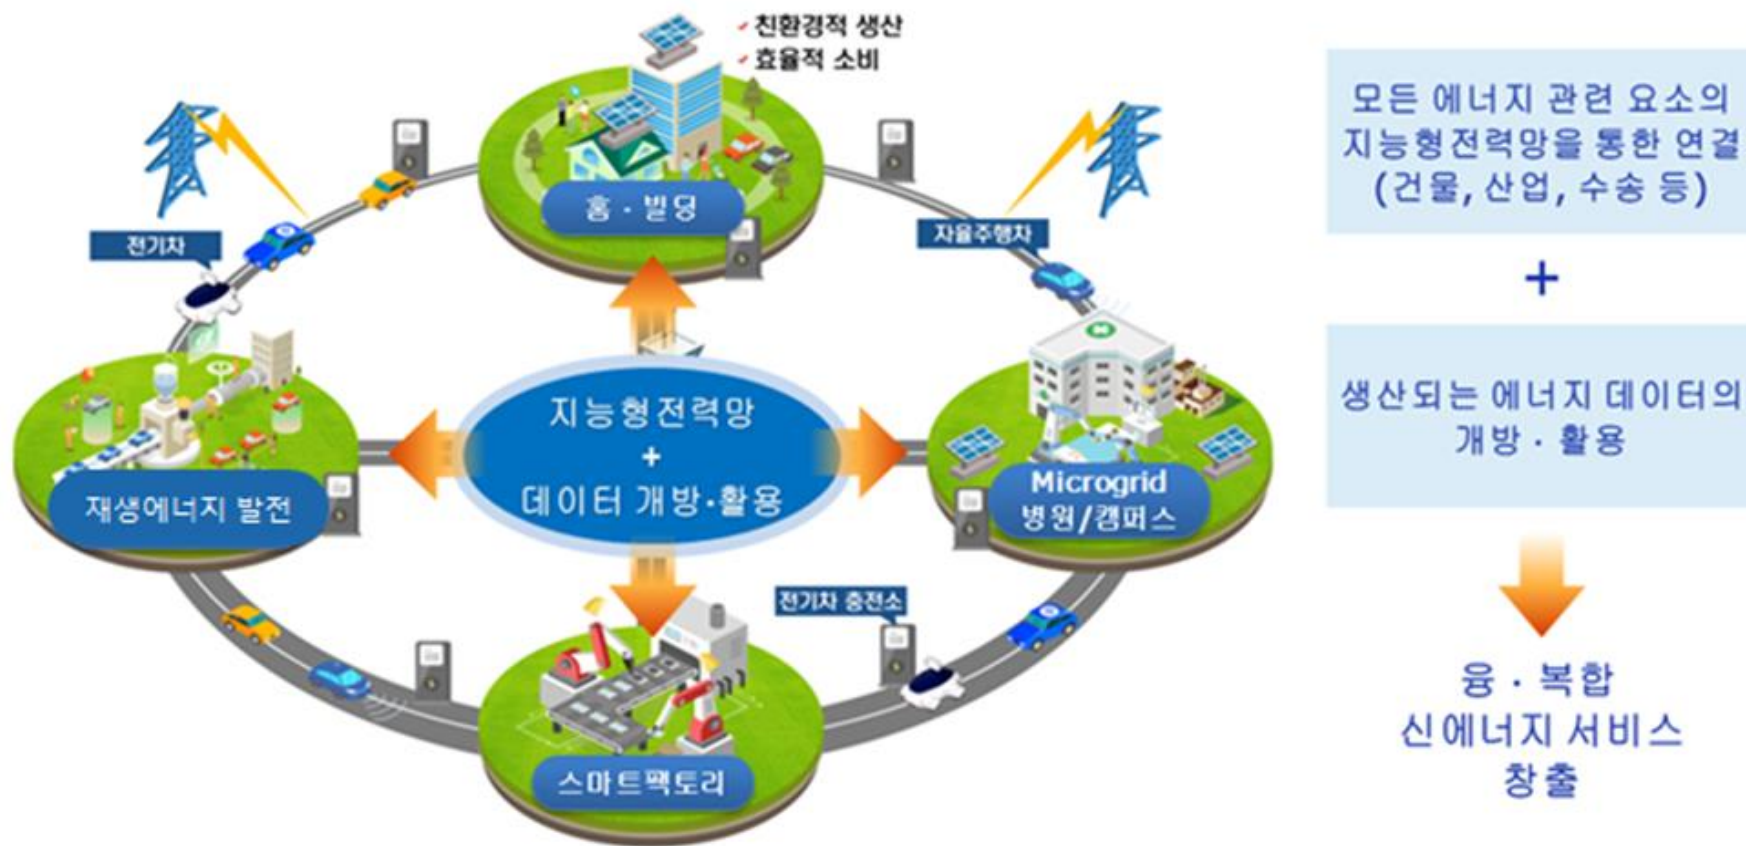 친환경적 생산
효율적 소비
홈 · 빌딩
전기차
자율주행차
지능형전력망
+
데이터 개방·활용
재생에너지 발전
Microgrid
병원/캠퍼스
전기차 충전소
스마트팩토리
모든 에너지 관련 요소의
지능형전력망을 통한 연결
(건물, 산업, 수송 등)
+
생산되는 에너지 데이터의
개방 · 활용
융 · 복합
신에너지 서비스
창출